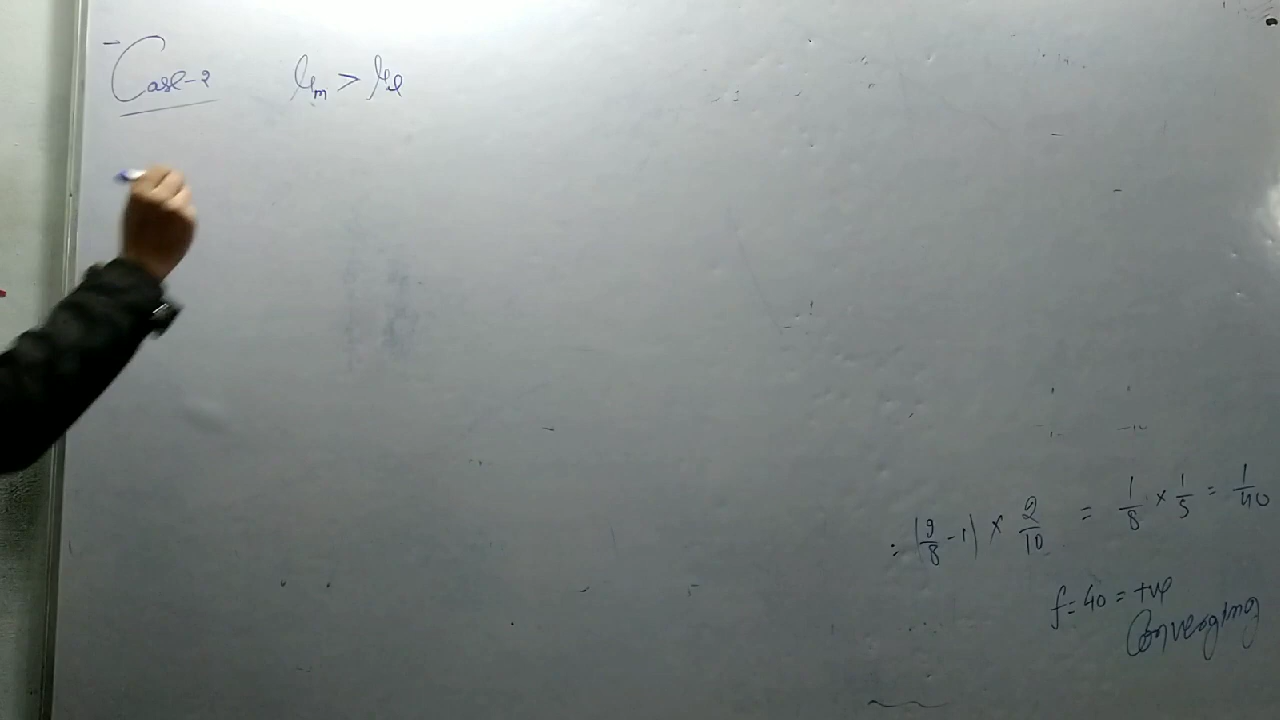 Case-2 μm > μl
= (9/8 - 1) × 2/10 = 1/8 × 1/5 = 1/40
f = 40 = +ve
Converging